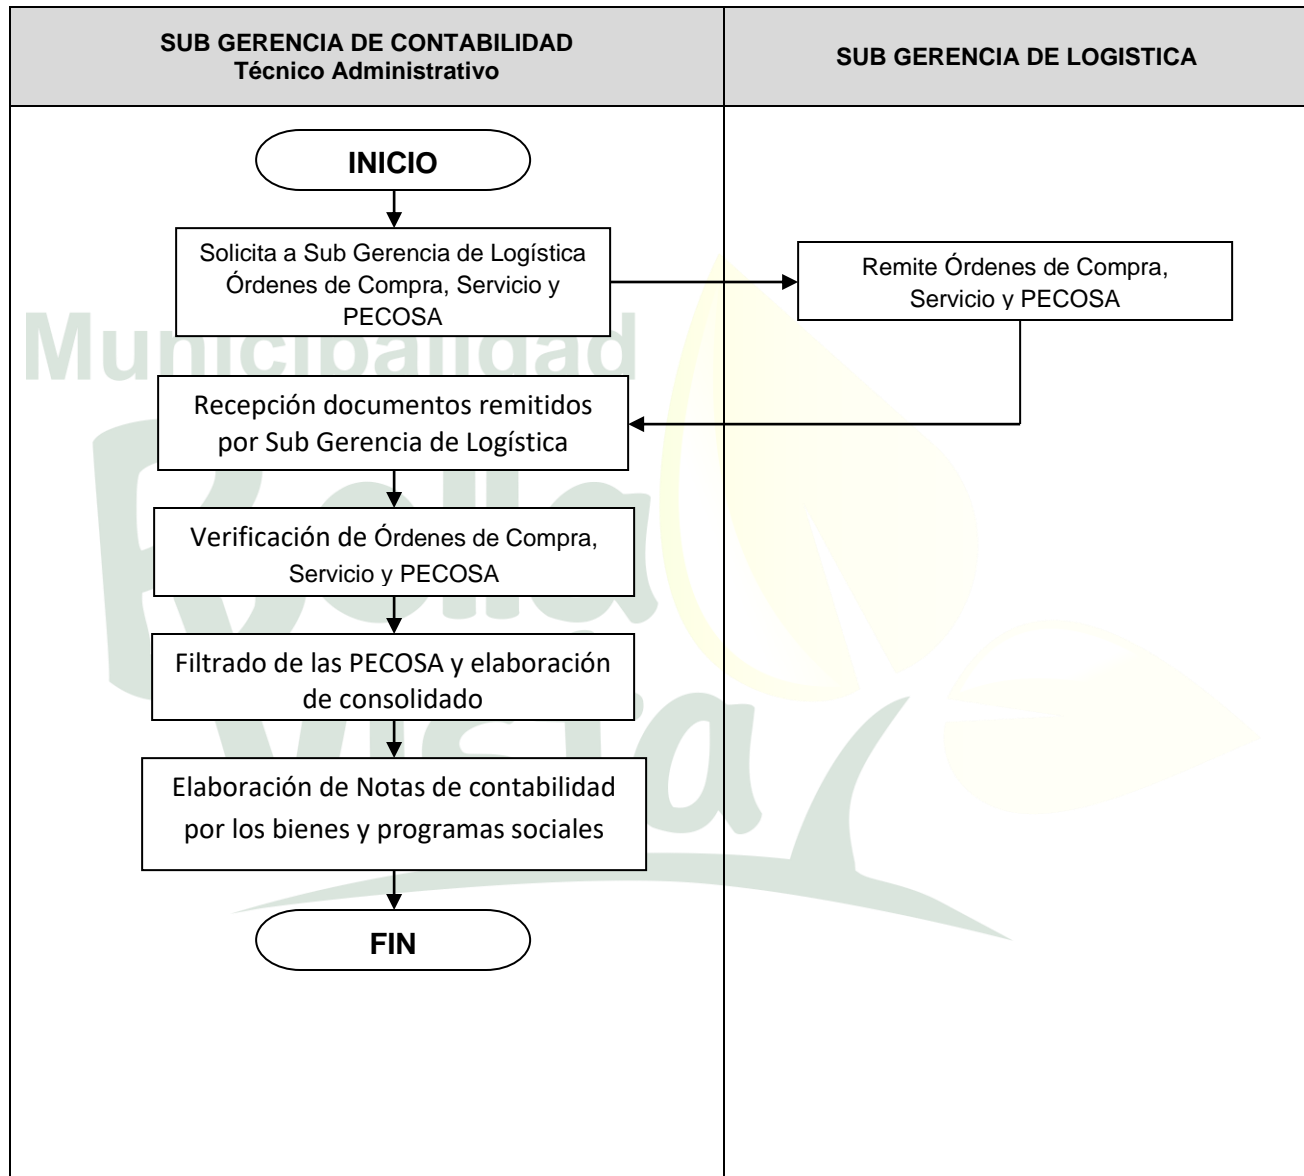 SUB GERENCIA DE CONTABILIDAD
Técnico Administrativo
SUB GERENCIA DE LOGISTICA
INICIO
Solicita a Sub Gerencia de Logística
Órdenes de Compra, Servicio y
PECOSA
Remite Órdenes de Compra,
Servicio y PECOSA
Municipalidad
Recepción documentos remitidos
por Sub Gerencia de Logística
Bella
Verificación de Órdenes de Compra,
Servicio y PECOSA
Filtrado de las PECOSA y elaboración
de consolidado
Vista
Elaboración de Notas de contabilidad
por los bienes y programas sociales
FIN